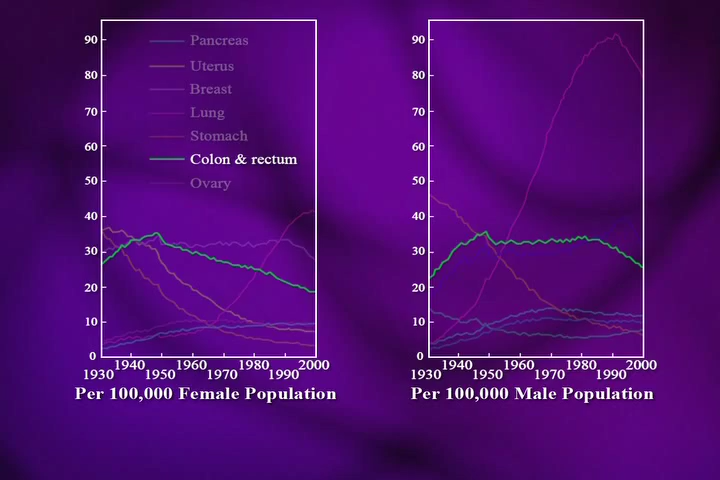 90
80
70
60
50
40
30
20
10
0
Pancreas
Uterus
Breast
Lung
Stomach
Colon & rectum
Ovary
1940 1960 1980 2000
1930 1950 1970 1990
Per 100,000 Female Population
90
80
70
60
50
40
30
20
10
0
1940 1960 1980 2000
1930 1950 1970 1990
Per 100,000 Male Population